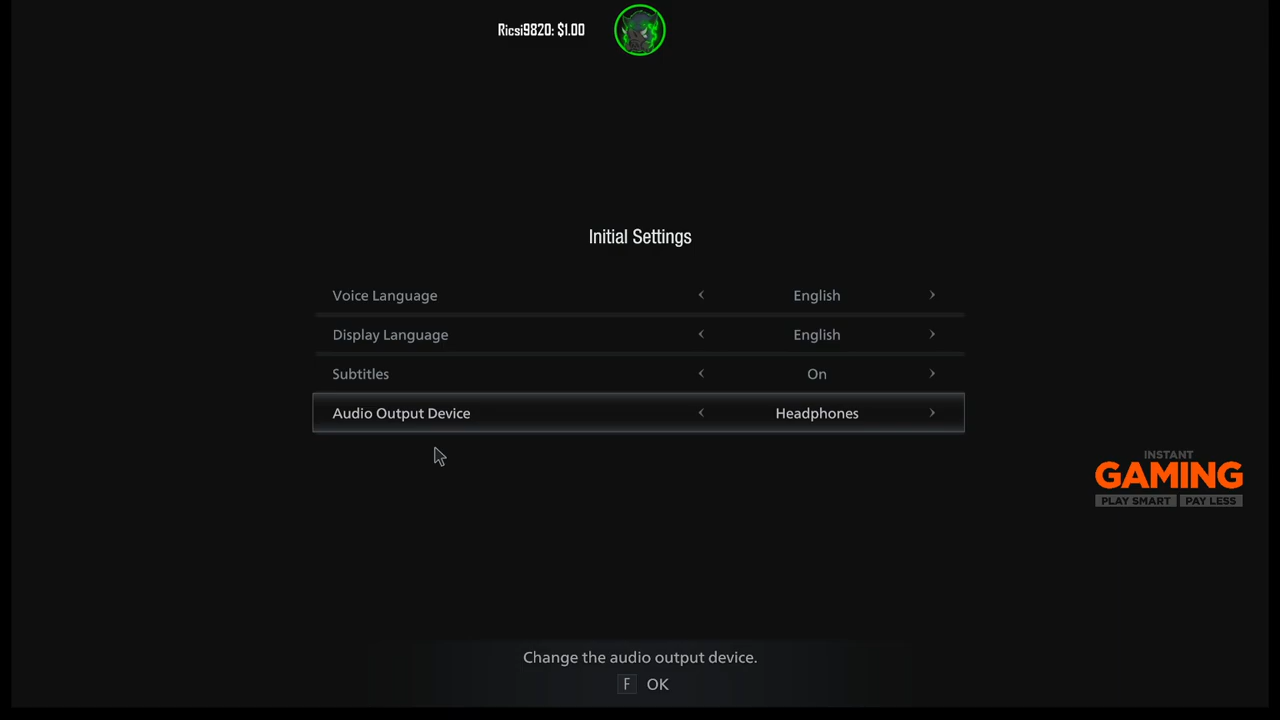 Ricsi9820: $1.00
Initial Settings
Voice Language < English >
Display Language < English >
Subtitles < On >
Audio Output Device < Headphones >
INSTANT
GAMING
PLAY SMART PAY LESS
Change the audio output device.
F OK